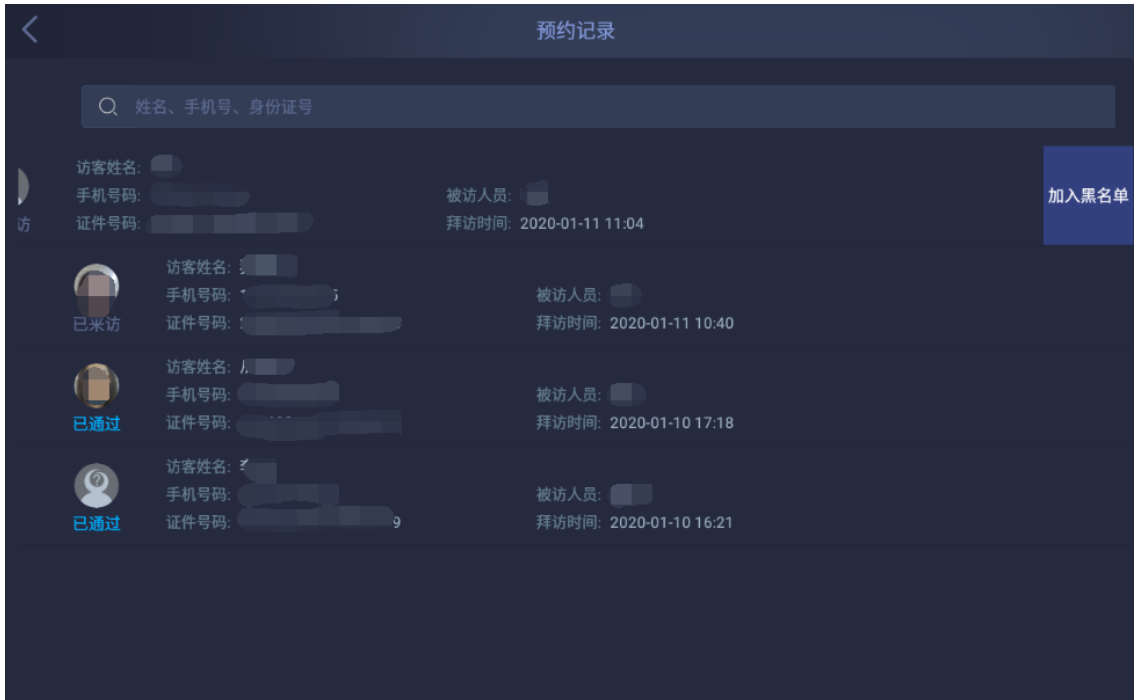 预约记录
姓名、手机号、身份证号
访客姓名:
手机号码:
被访人员:
加入黑名单
访
证件号码:
拜访时间: 2020-01-11 11:04
访客姓名:
手机号码:
被访人员:
已来访
证件号码:
拜访时间: 2020-01-11 10:40
访客姓名:
手机号码:
被访人员:
已通过
证件号码:
拜访时间: 2020-01-10 17:18
访客姓名:
手机号码:
被访人员:
已通过
证件号码: 9
拜访时间: 2020-01-10 16:21